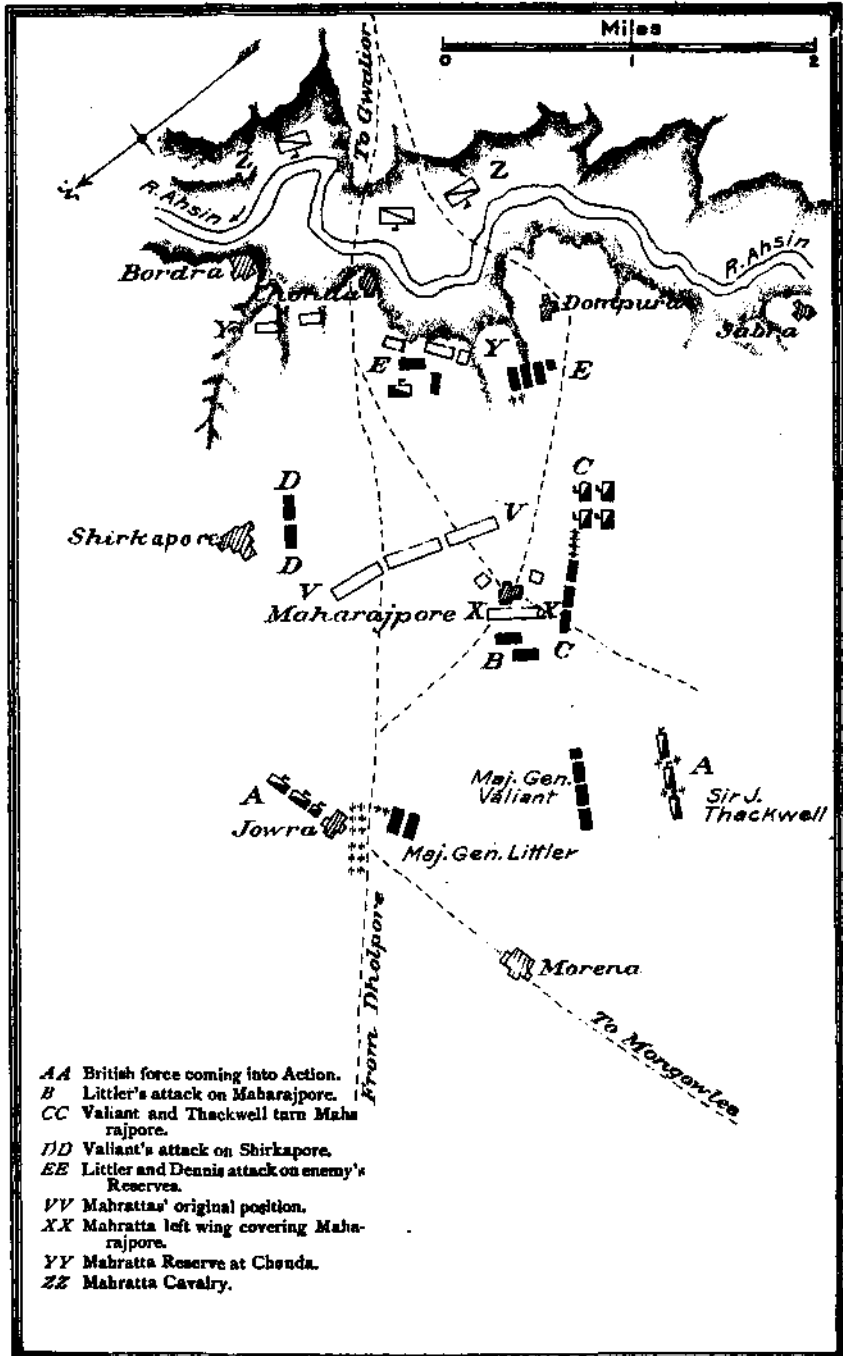 Miles
0 1 2
To Gwalior
Z
Z
R. Ahsin
R. Ahsin
Bordra
Chonda
Dompura
Jabra
Y
Y
E
E
C
D
Shirkapore
D
V
V
Maharajpore
X
X
B
C
A
Jowra
Maj. Gen. Littler
Maj. Gen.
Valiant
A
Sir J.
Thackwell
From Dholpore
Morena
To Mongowlee
AA British force coming into Action.
B Littler's attack on Maharajpore.
CC Valiant and Thackwell turn Maha
rajpore.
DD Valiant's attack on Shirkapore.
EE Littler and Dennis attack on enemy's
Reserves.
VV Mahrattas' original position.
XX Mahratta left wing covering Maha-
rajpore.
YY Mahratta Reserve at Chonda.
ZZ Mahratta Cavalry.